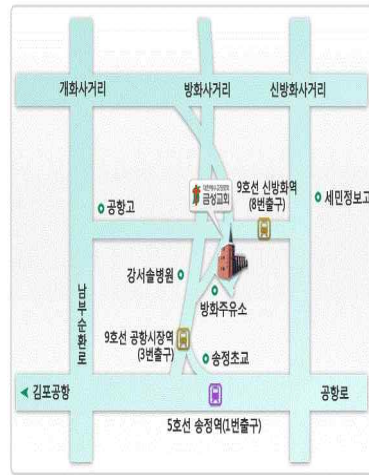 개화사거리
방화사거리
신방화사거리
금성교회
9호선 신방화역
(8번출구)
공항고
세민정보고
강서솔병원
방화주유소
남부순환로
9호선 공항시장역
(3번출구)
송정초교
김포공항
공항로
5호선 송정역(1번출구)